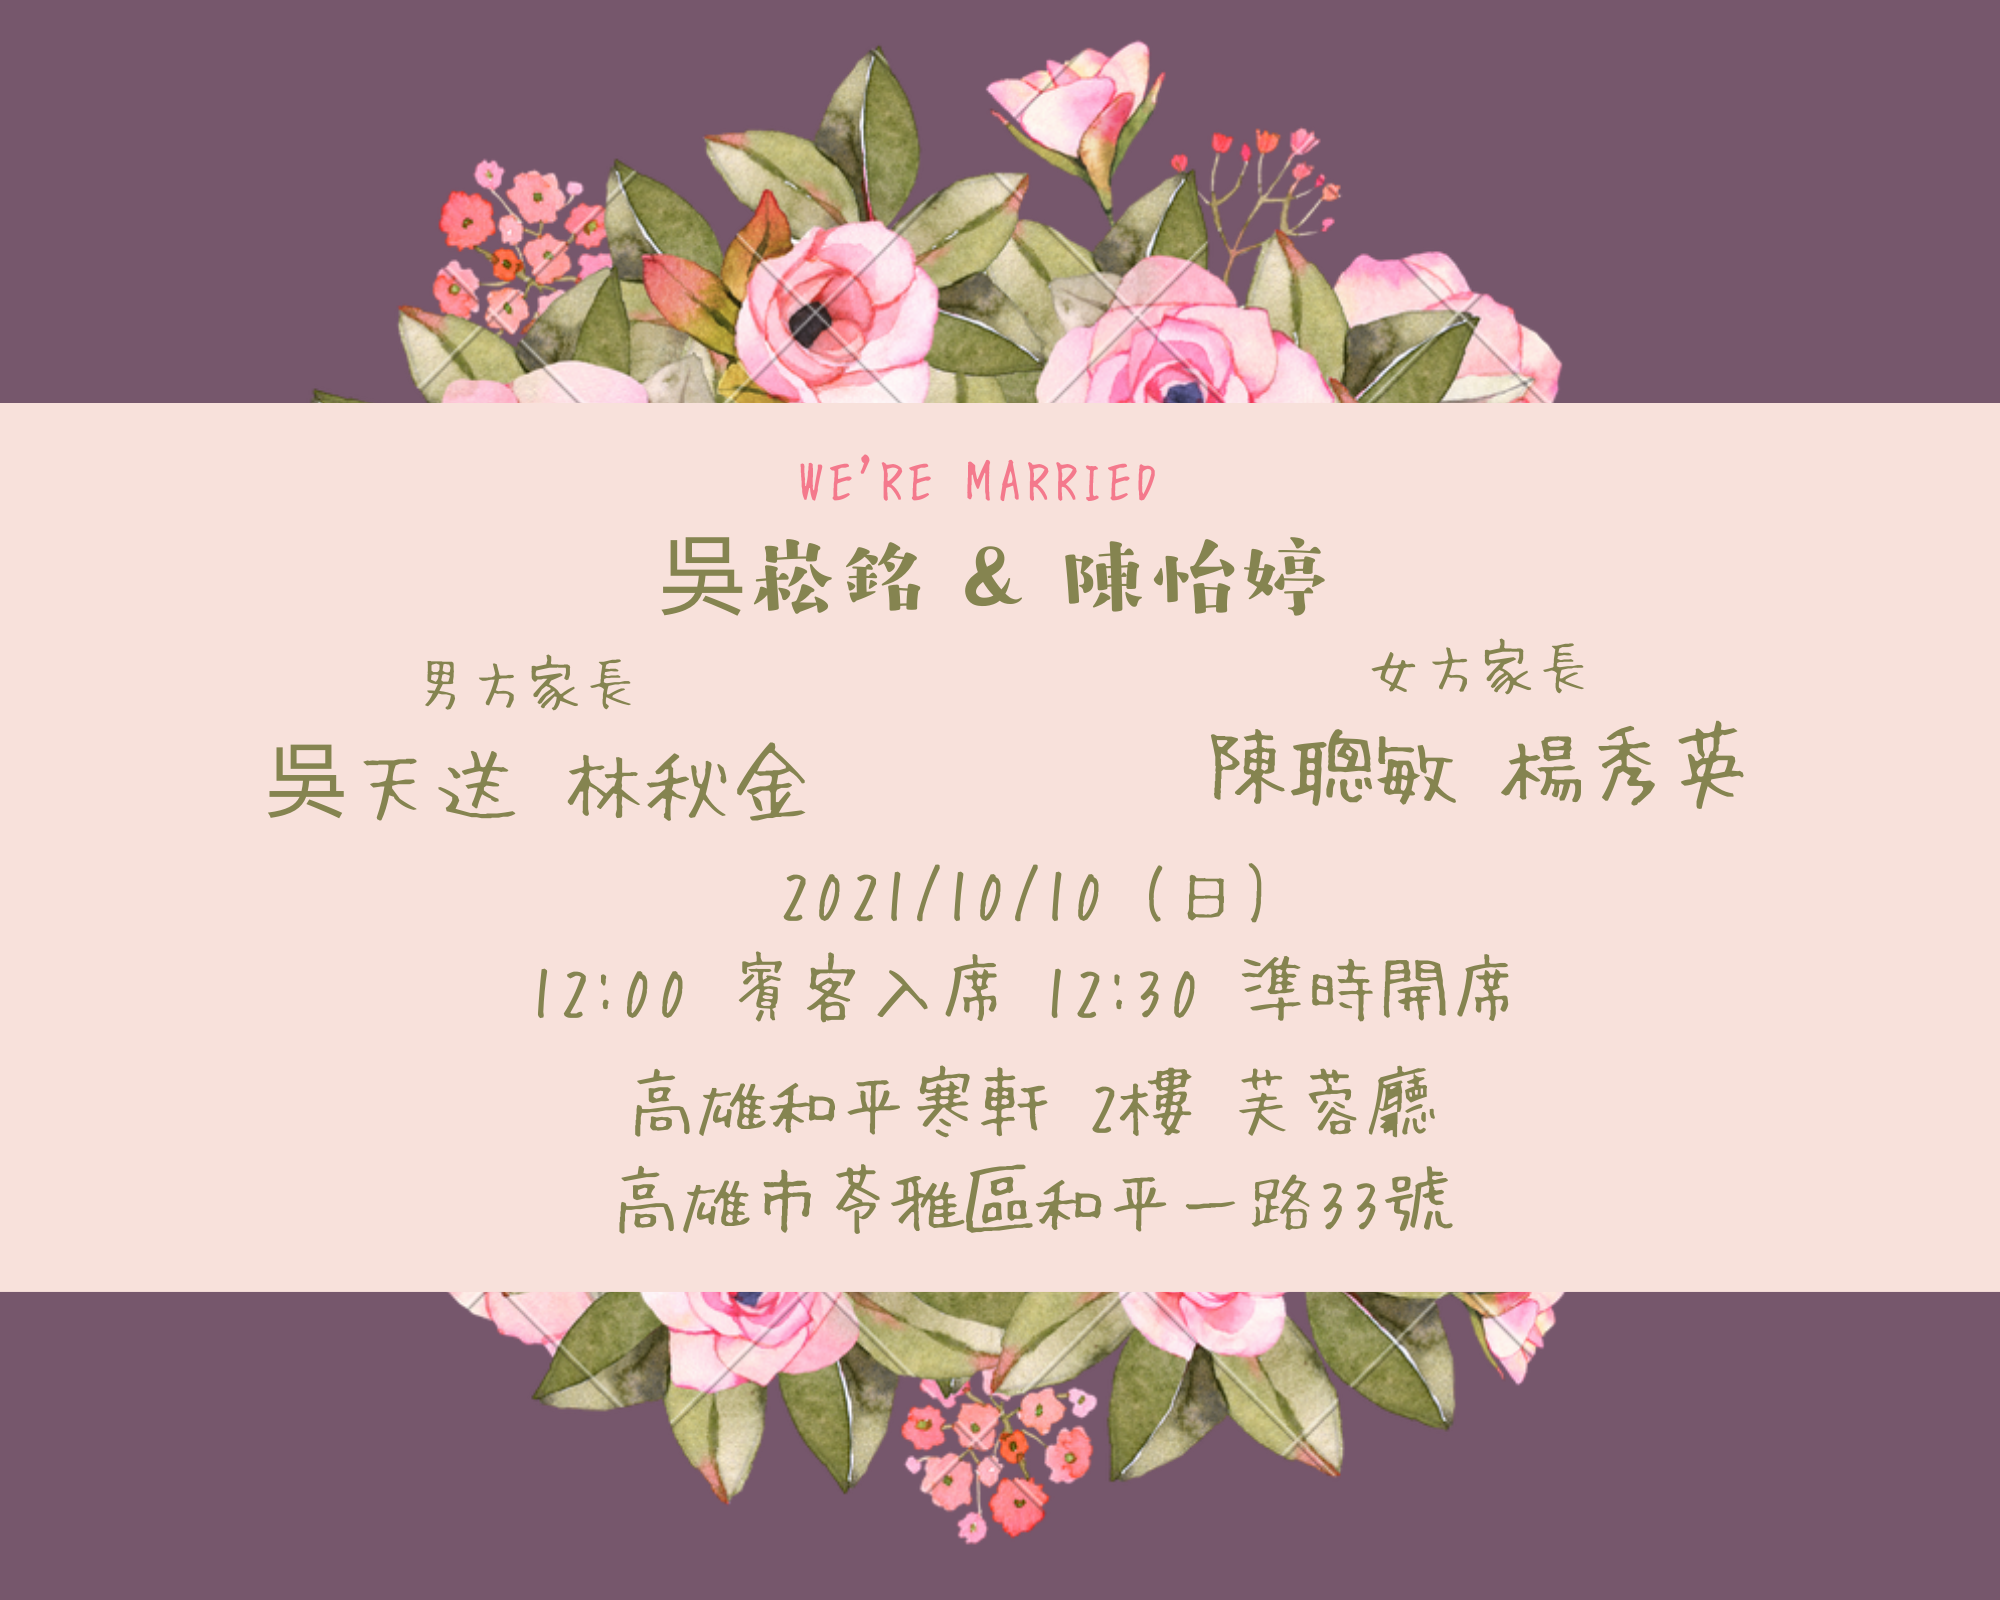 WE'RE MARRIED
吳崧銘 & 陳怡婷
男方家長
吳天送 林秋金
女方家長
陳聰敏 楊秀英
2021/10/10 (日)
12:00 賓客入席 12:30 準時開席
高雄和平寒軒 2樓 芙蓉廳
高雄市苓雅區和平一路33號